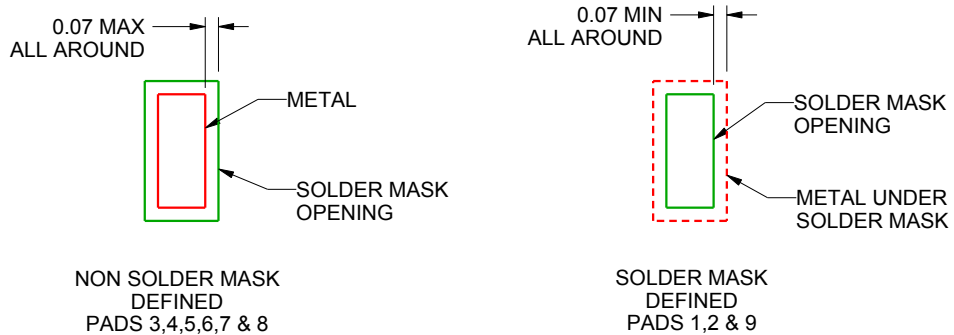 0.07 MAX
ALL AROUND
METAL
SOLDER MASK
OPENING
NON SOLDER MASK
DEFINED
PADS 3,4,5,6,7 & 8
0.07 MIN
ALL AROUND
SOLDER MASK
OPENING
METAL UNDER
SOLDER MASK
SOLDER MASK
DEFINED
PADS 1,2 & 9